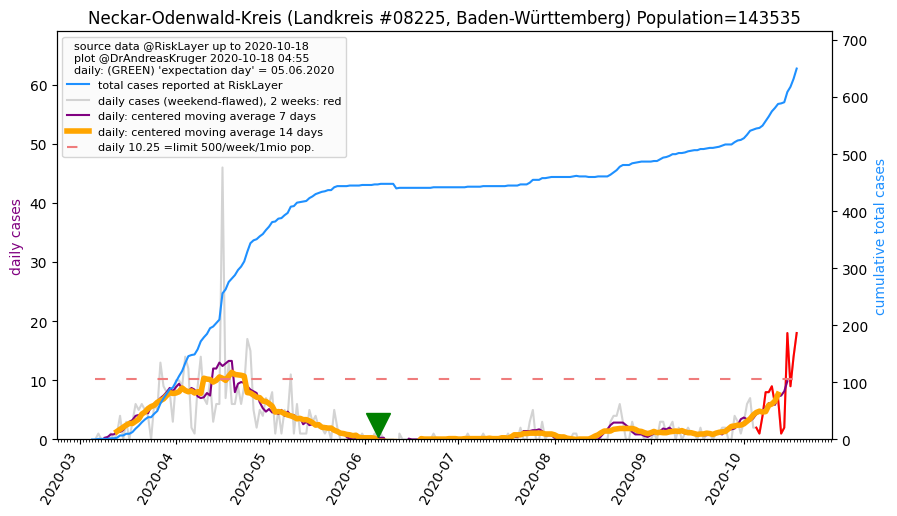 Neckar-Odenwald-Kreis (Landkreis #08225, Baden-Württemberg) Population=143535
source data @RiskLayer up to 2020-10-18
plot @DrAndreasKruger 2020-10-18 04:55
daily: (GREEN) 'expectation day' = 05.06.2020
total cases reported at RiskLayer
daily cases (weekend-flawed), 2 weeks: red
daily: centered moving average 7 days
daily: centered moving average 14 days
daily 10.25 =limit 500/week/1mio pop.
daily cases
60
50
40
30
20
10
0
cumulative total cases
700
600
500
400
300
200
100
0
2020-03
2020-04
2020-05
2020-06
2020-07
2020-08
2020-09
2020-10